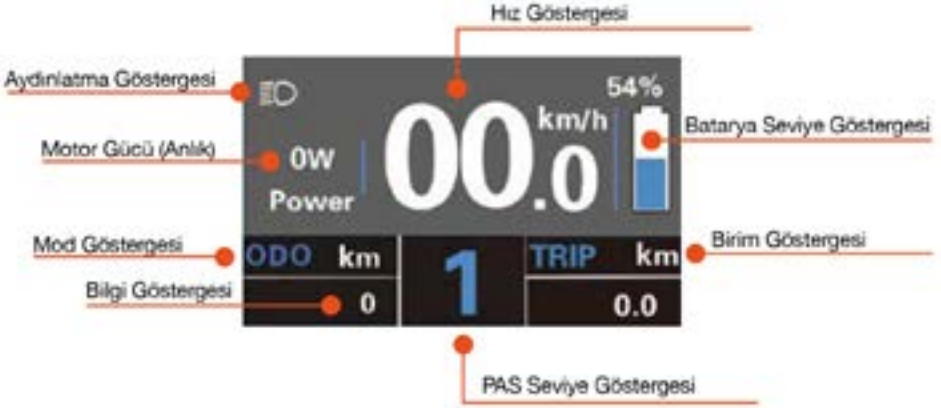 Hız Göstergesi
Aydınlatma Göstergesi
54%
km/h
00.0
Batarya Seviye Göstergesi
Motor Gücü (Anlık)
0W
Power
Mod Göstergesi
ODO km
1
TRIP km
Birim Göstergesi
Bilgi Göstergesi
0
0.0
PAS Seviye Göstergesi